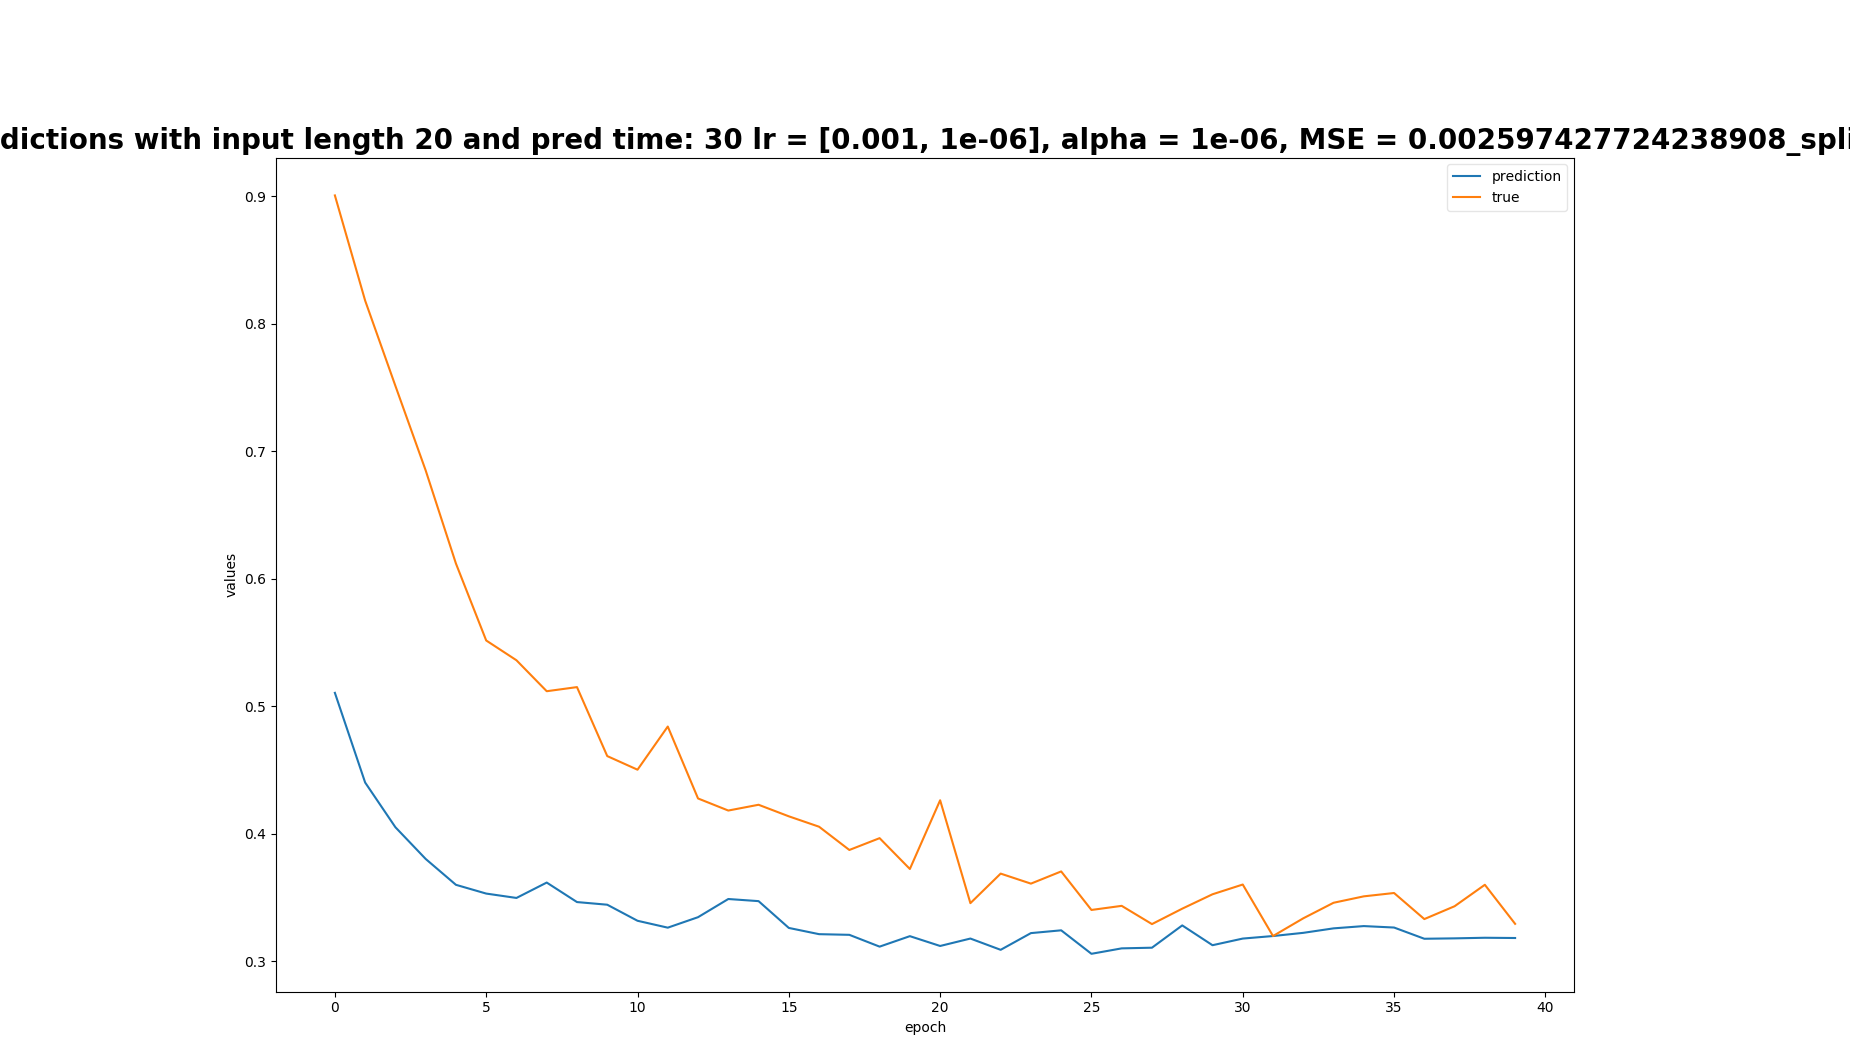 dictions with input length 20 and pred time: 30 lr = [0.001, 1e-06], alpha = 1e-06, MSE = 0.002597427724238908_spli
prediction
true
0.9
0.8
0.7
0.6
0.5
0.4
0.3
values
0 5 10 15 20 25 30 35 40
epoch